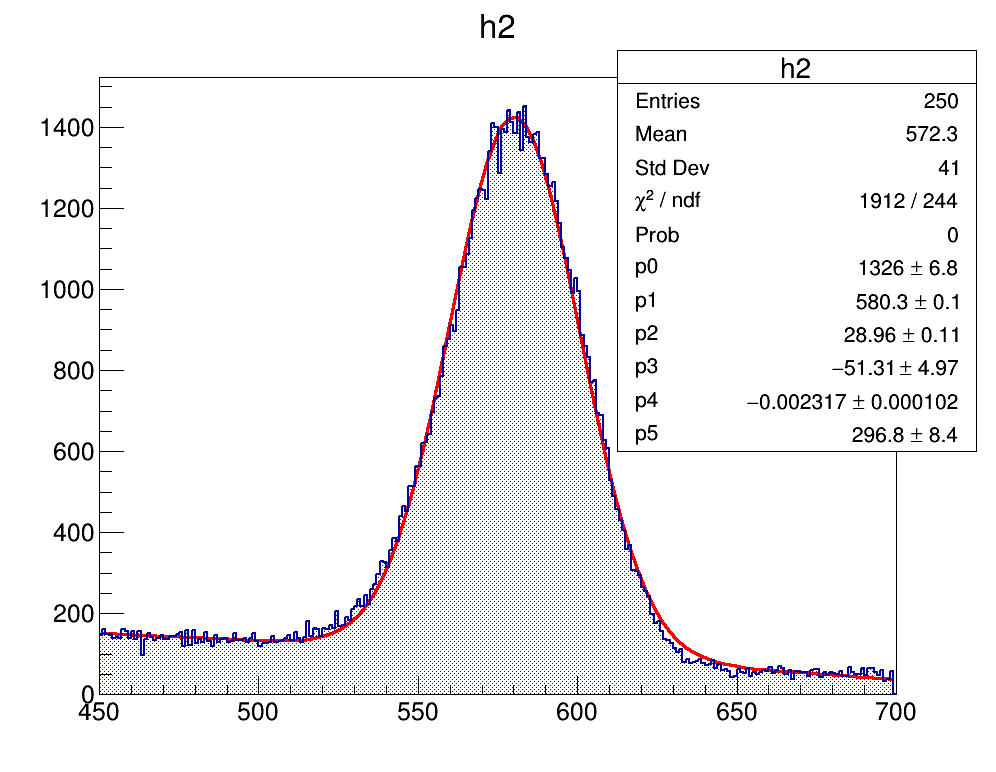 h2
h2
Entries 250
Mean 572.3
Std Dev 41
χ² / ndf 1912 / 244
Prob 0
p0 1326 ± 6.8
p1 580.3 ± 0.1
p2 28.96 ± 0.11
p3 −51.31 ± 4.97
p4 −0.002317 ± 0.000102
p5 296.8 ± 8.4
1400
1200
1000
800
600
400
200
0
450 500 550 600 650 700